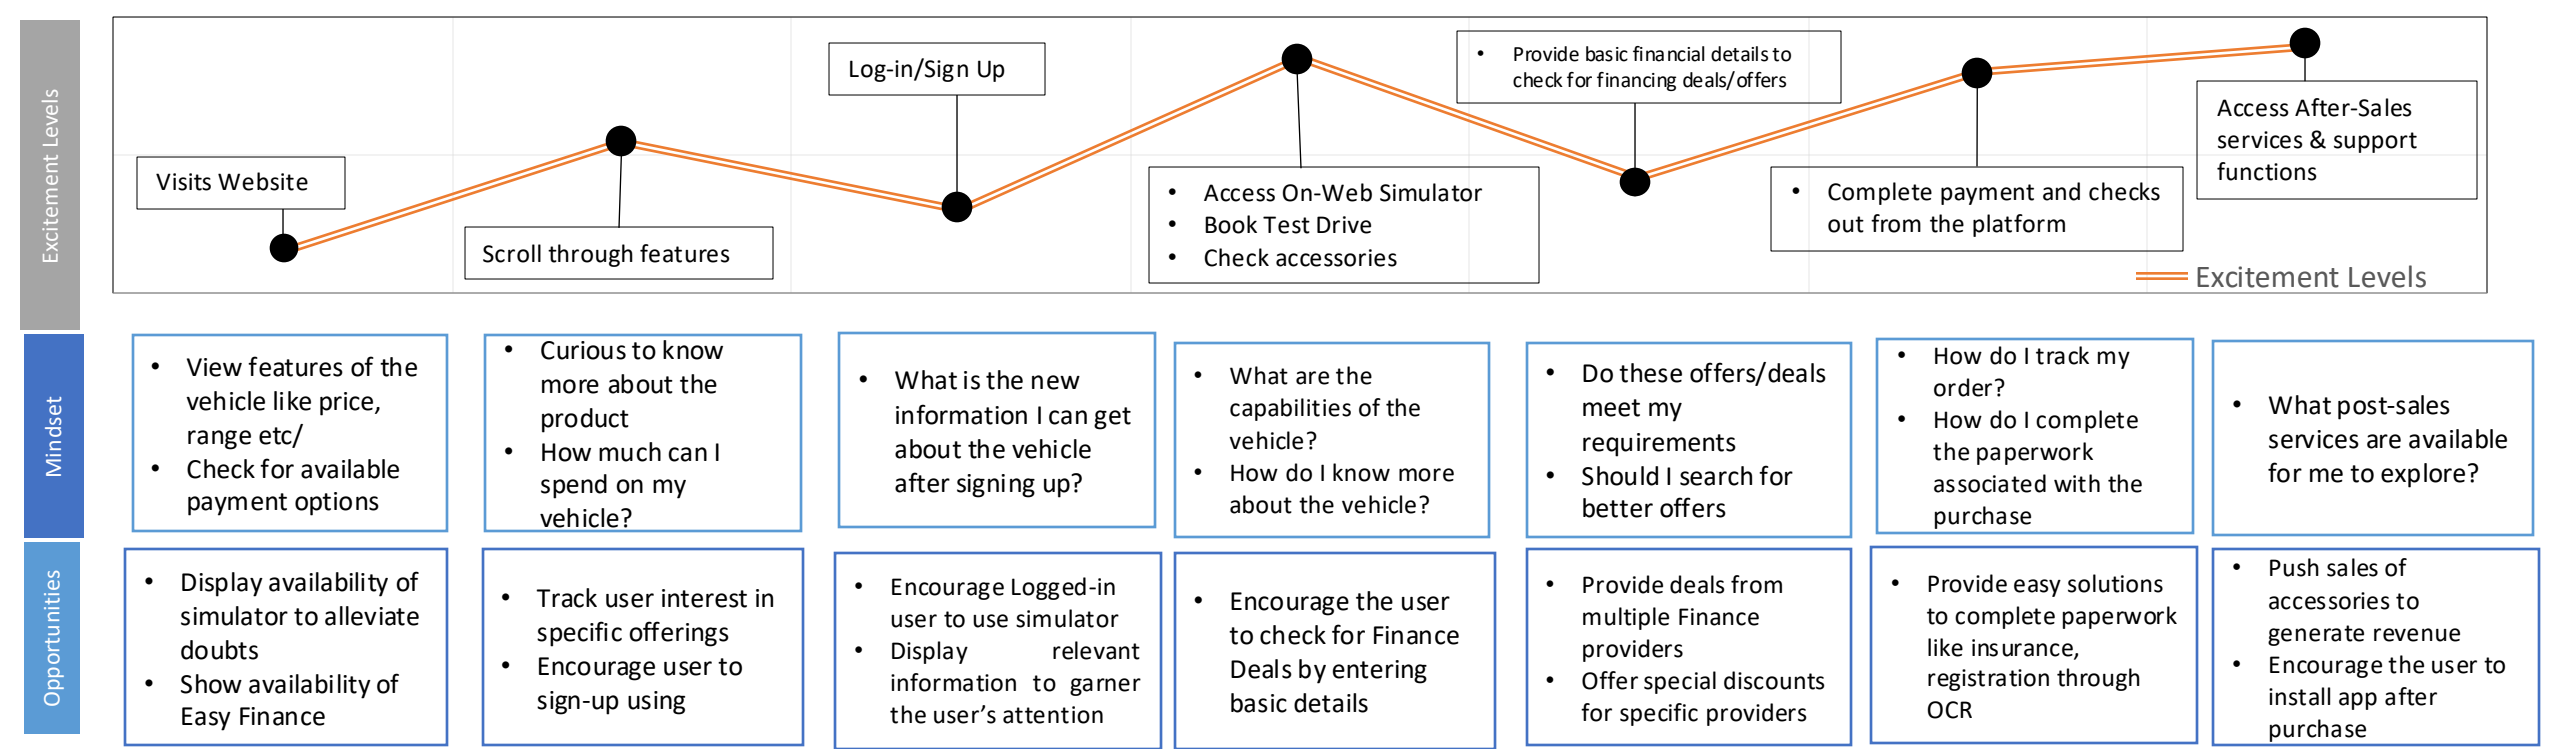 Excitement Levels
Visits Website
Scroll through features
Log-in/Sign Up
• Access On-Web Simulator
• Book Test Drive
• Check accessories
• Provide basic financial details to
check for financing deals/offers
• Complete payment and checks
out from the platform
Access After-Sales
services & support
functions
Excitement Levels
Mindset
• View features of the
vehicle like price,
range etc/
• Check for available
payment options
• Curious to know
more about the
product
• How much can I
spend on my
vehicle?
• What is the new
information I can get
about the vehicle
after signing up?
• What are the
capabilities of the
vehicle?
• How do I know more
about the vehicle?
• Do these offers/deals
meet my
requirements
• Should I search for
better offers
• How do I track my
order?
• How do I complete
the paperwork
associated with the
purchase
• What post-sales
services are available
for me to explore?
Opportunities
• Display availability of
simulator to alleviate
doubts
• Show availability of
Easy Finance
• Track user interest in
specific offerings
• Encourage user to
sign-up using
• Encourage Logged-in
user to use simulator
• Display relevant
information to garner
the user’s attention
• Encourage the user
to check for Finance
Deals by entering
basic details
• Provide deals from
multiple Finance
providers
• Offer special discounts
for specific providers
• Provide easy solutions
to complete paperwork
like insurance,
registration through
OCR
• Push sales of
accessories to
generate revenue
• Encourage the user to
install app after
purchase